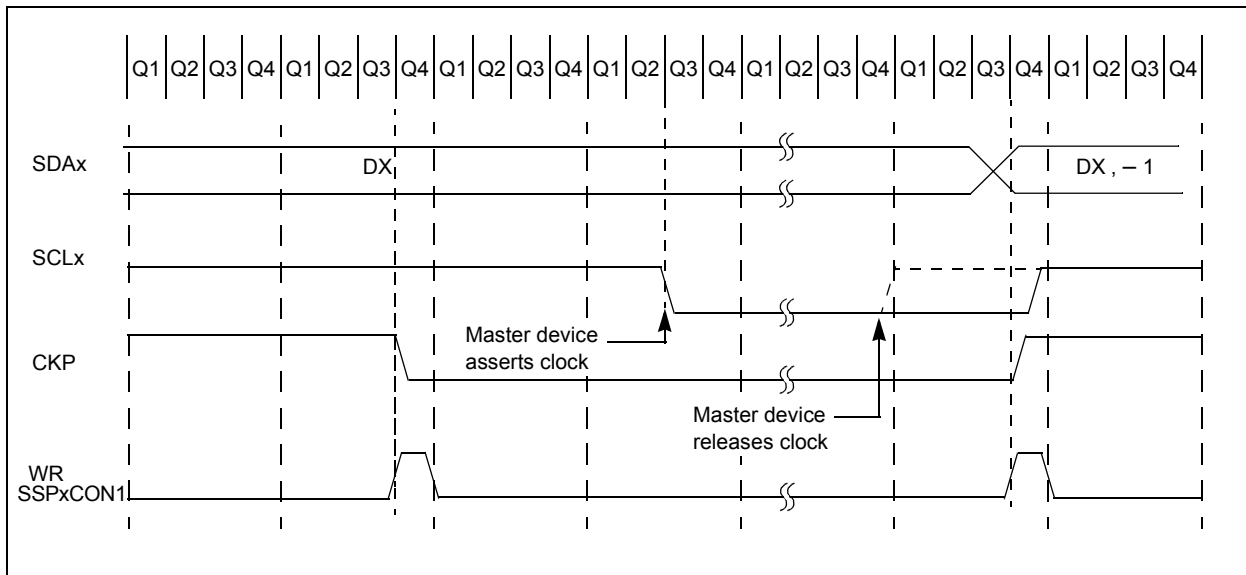 Q1 Q2 Q3 Q4 Q1 Q2 Q3 Q4 Q1 Q2 Q3 Q4 Q1 Q2 Q3 Q4 Q1 Q2 Q3 Q4 Q1 Q2 Q3 Q4 Q1 Q2 Q3 Q4
SDAx
DX
DX , – 1
SCLx
Master device
asserts clock
CKP
Master device
releases clock
WR
SSPxCON1